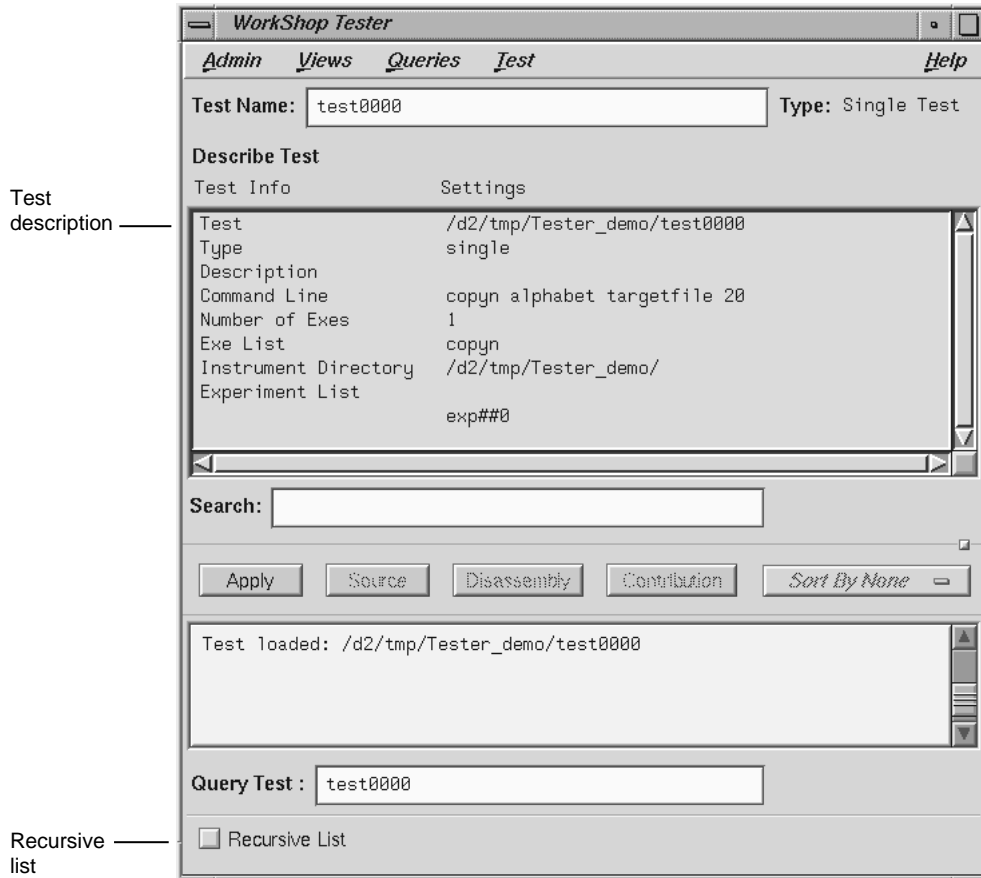 WorkShop Tester
Admin Views Queries Test Help
Test Name: test0000 Type: Single Test
Describe Test
Test Info Settings
Test description
Test /d2/tmp/Tester_demo/test0000
Type single
Description
Command Line copyn alphabet targetfile 20
Number of Exes 1
Exe List copyn
Instrument Directory /d2/tmp/Tester_demo/
Experiment List
exp##0
Search:
Apply Source Disassembly Contribution Sort By None
Test loaded: /d2/tmp/Tester_demo/test0000
Query Test : test0000
Recursive list
Recursive List